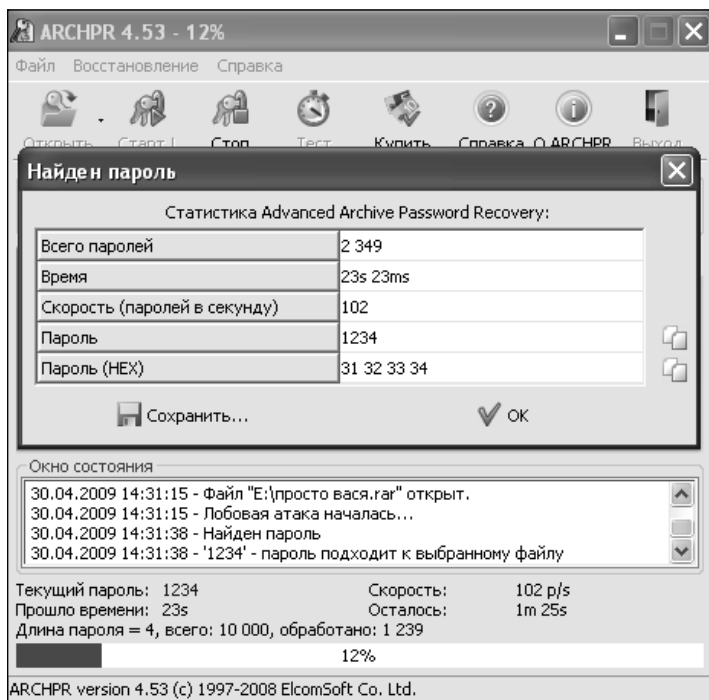 ARCHPR 4.53 - 12%
Файл Восстановление Справка
Открыть Старт! Стоп Тест Купить Справка О ARCHPR Выход
Найден пароль
Статистика Advanced Archive Password Recovery:
Всего паролей 2 349
Время 23s 23ms
Скорость (паролей в секунду) 102
Пароль 1234
Пароль (HEX) 31 32 33 34
Сохранить... OK
Окно состояния
30.04.2009 14:31:15 - Файл "E:\просто вася.rar" открыт.
30.04.2009 14:31:15 - Лобовая атака началась...
30.04.2009 14:31:38 - Найден пароль
30.04.2009 14:31:38 - '1234' - пароль подходит к выбранному файлу
Текущий пароль: 1234 Скорость: 102 p/s
Прошло времени: 23s Осталось: 1m 25s
Длина пароля = 4, всего: 10 000, обработано: 1 239
12%
ARCHPR version 4.53 (c) 1997-2008 ElcomSoft Co. Ltd.